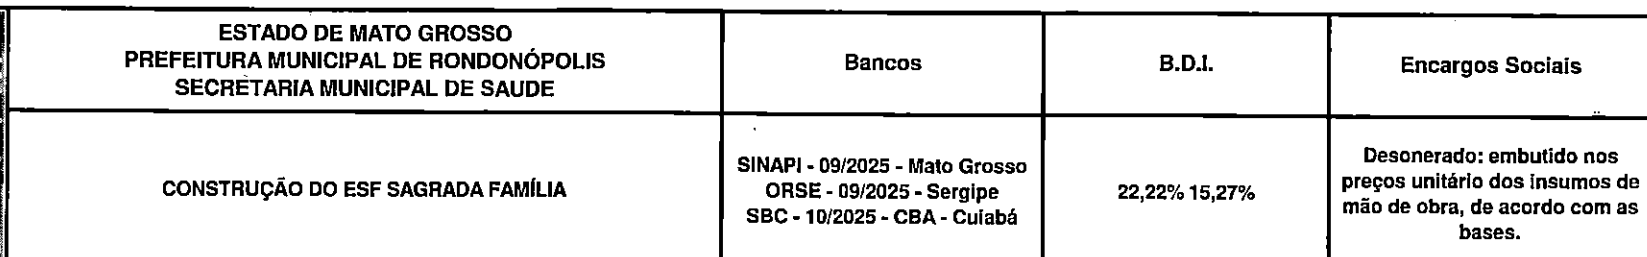 ESTADO DE MATO GROSSO
PREFEITURA MUNICIPAL DE RONDONÓPOLIS
SECRETARIA MUNICIPAL DE SAUDE
Bancos
B.D.I.
Encargos Sociais
CONSTRUÇÃO DO ESF SAGRADA FAMÍLIA
SINAPI - 09/2025 - Mato Grosso
ORSE - 09/2025 - Sergipe
SBC - 10/2025 - CBA - Cuiabá
22,22% 15,27%
Desonerado: embutido nos
preços unitário dos insumos de
mão de obra, de acordo com as
bases.